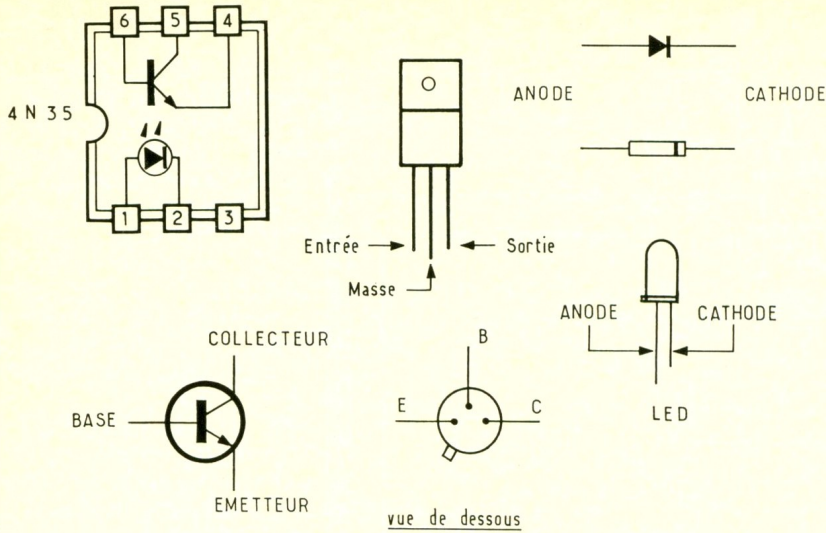 6 5 4
4 N 35
1 2 3
Entrée
Sortie
Masse
ANODE
CATHODE
ANODE
CATHODE
LED
COLLECTEUR
BASE
EMETTEUR
B
E
C
vue de dessous